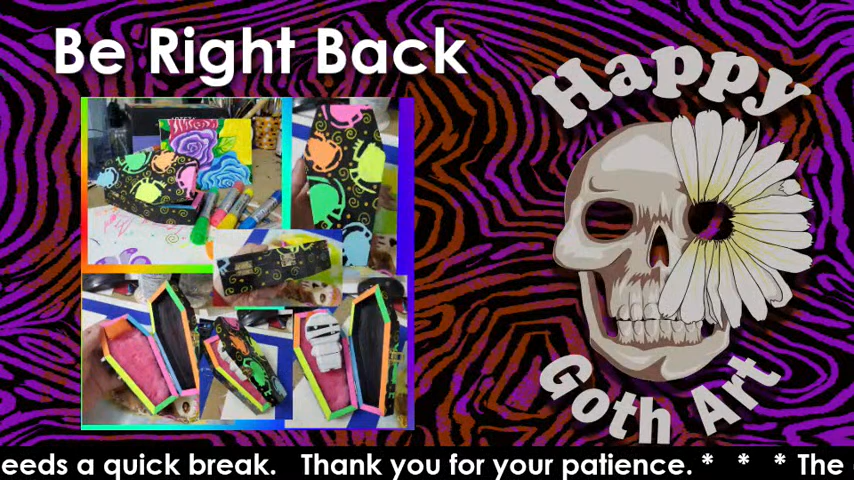 Be Right Back
Happy
Goth Art
eeds a quick break. Thank you for your patience. * * * The